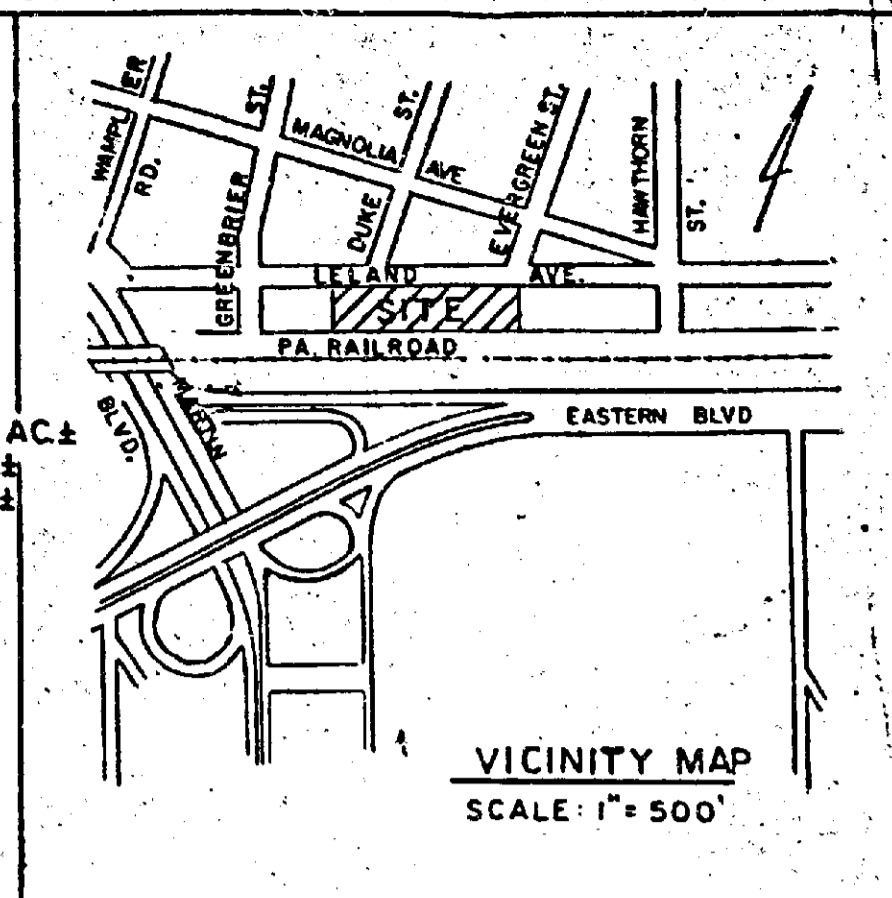 WAMPLER
RD.
GREENBRIER
ST.
MAGNOLIA AVE
DUKE
ST.
EVERGREEN ST.
HAWTHORN
ST.
LELAND AVE.
SITE
PA. RAILROAD
MARTIN
BLVD.
EASTERN BLVD
AC.±
±
±
VICINITY MAP
SCALE: 1"= 500'